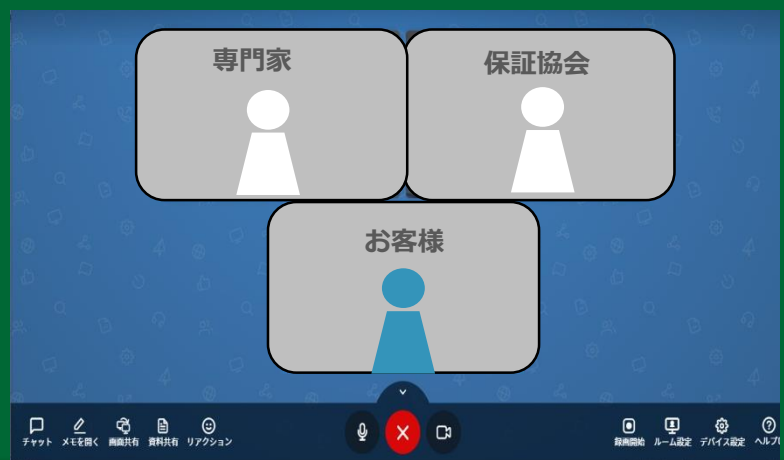 専門家
保証協会
お客様
チャット メモを開く 画面共有 資料共有 リアクション
録画開始 ルーム設定 デバイス設定 ヘルプ